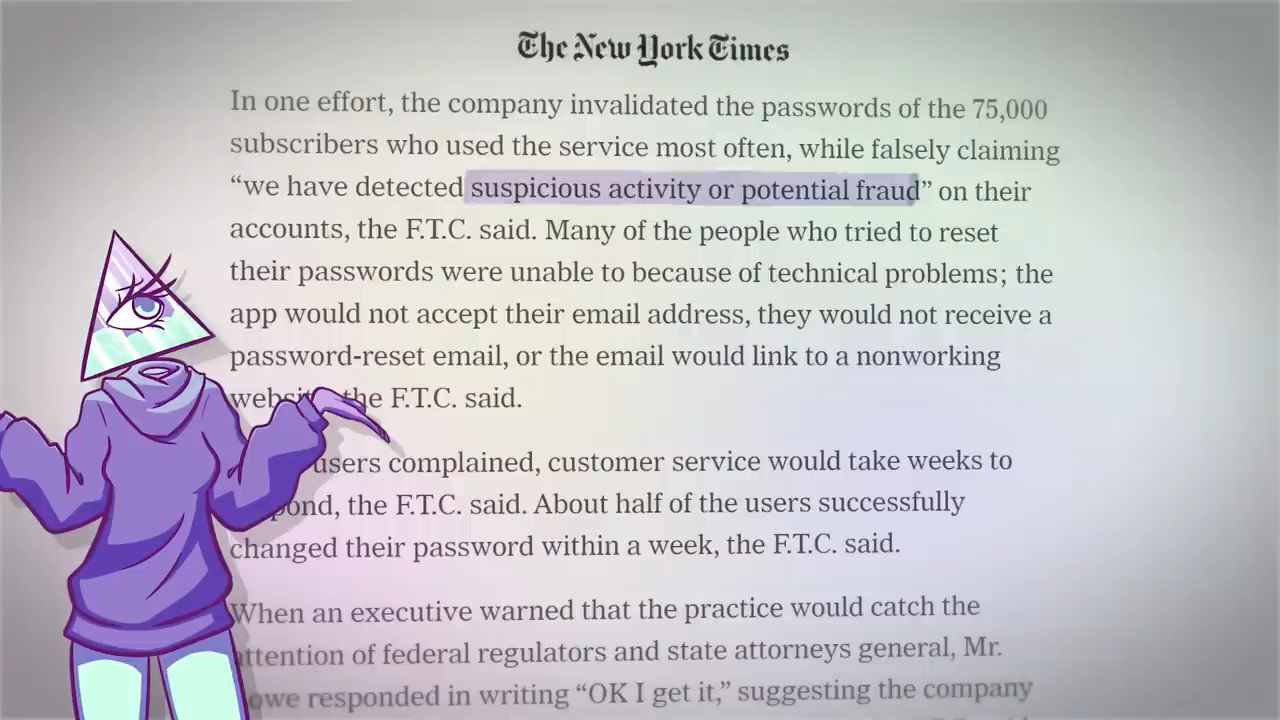 The New York Times
In one effort, the company invalidated the passwords of the 75,000
subscribers who used the service most often, while falsely claiming
“we have detected suspicious activity or potential fraud” on their
accounts, the F.T.C. said. Many of the people who tried to reset
their passwords were unable to because of technical problems; the
app would not accept their email address, they would not receive a
password-reset email, or the email would link to a nonworking
the F.T.C. said.
users complained, customer service would take weeks to
the F.T.C. said. About half of the users successfully
changed their password within a week, the F.T.C. said.
When an executive warned that the practice would catch the
attention of federal regulators and state attorneys general, Mr.
responded in writing “OK I get it,” suggesting the company